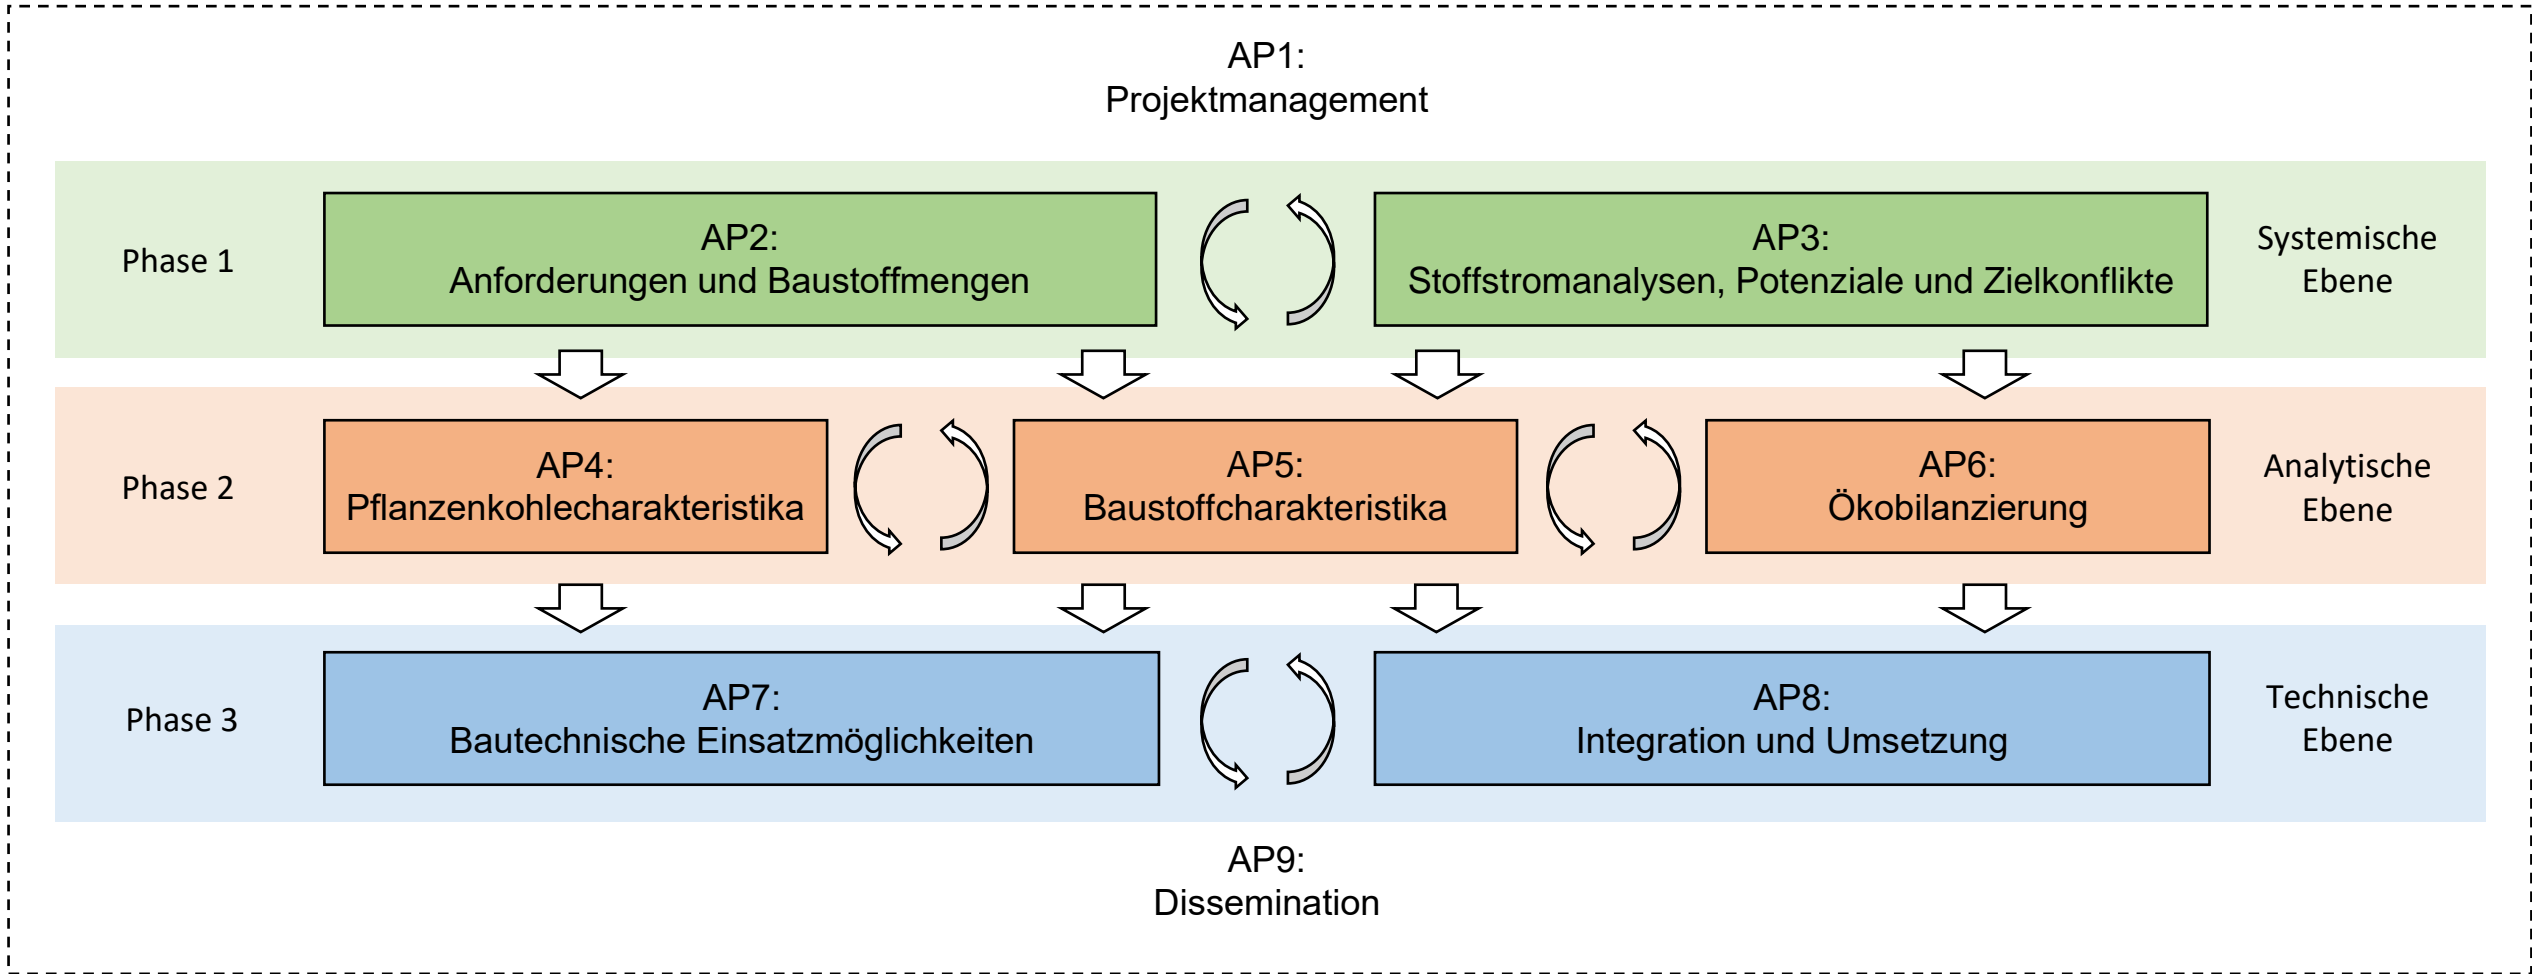 AP1:
Projektmanagement
Phase 1
AP2:
Anforderungen und Baustoffmengen
AP3:
Stoffstromanalysen, Potenziale und Zielkonflikte
Systemische
Ebene
Phase 2
AP4:
Pflanzenkohlecharakteristika
AP5:
Baustoffcharakteristika
AP6:
Ökobilanzierung
Analytische
Ebene
Phase 3
AP7:
Bautechnische Einsatzmöglichkeiten
AP8:
Integration und Umsetzung
Technische
Ebene
AP9:
Dissemination